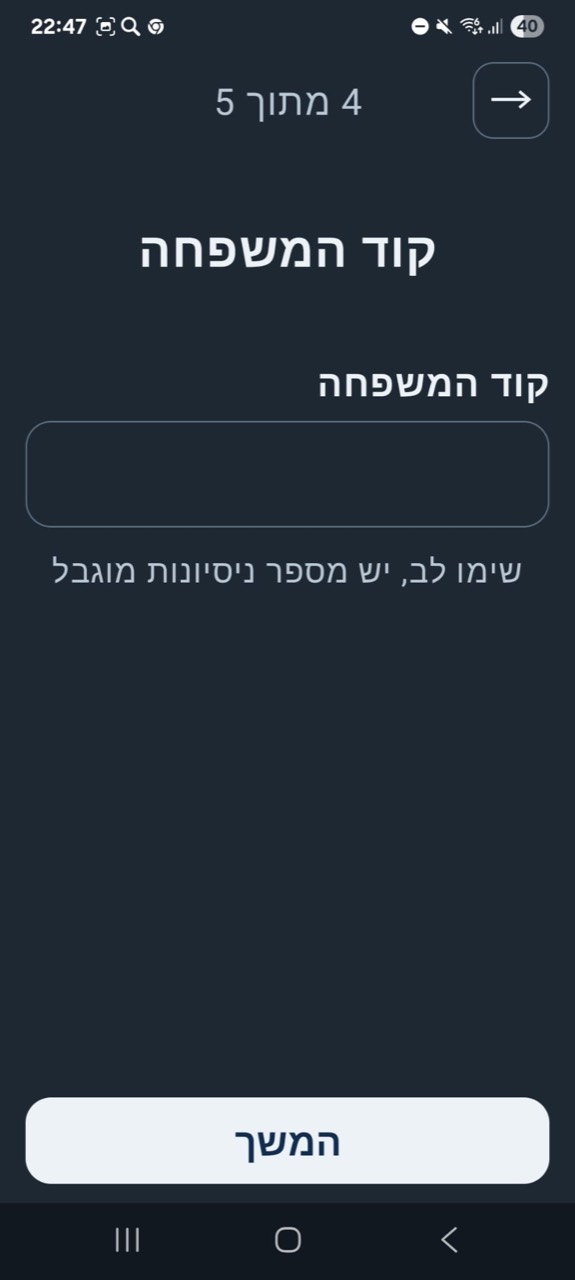 22:47
40
4 מתוך 5
קוד המשפחה
קוד המשפחה
שימו לב, יש מספר ניסיונות מוגבל
המשך